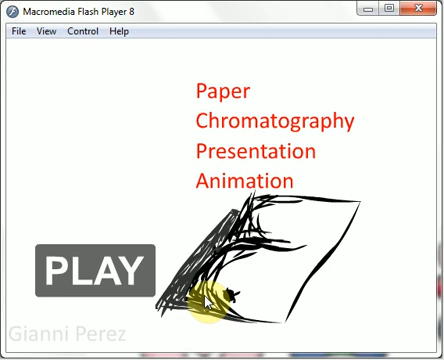 Macromedia Flash Player 8
File View Control Help
Paper
Chromatography
Presentation
Animation
PLAY
Gianni Perez